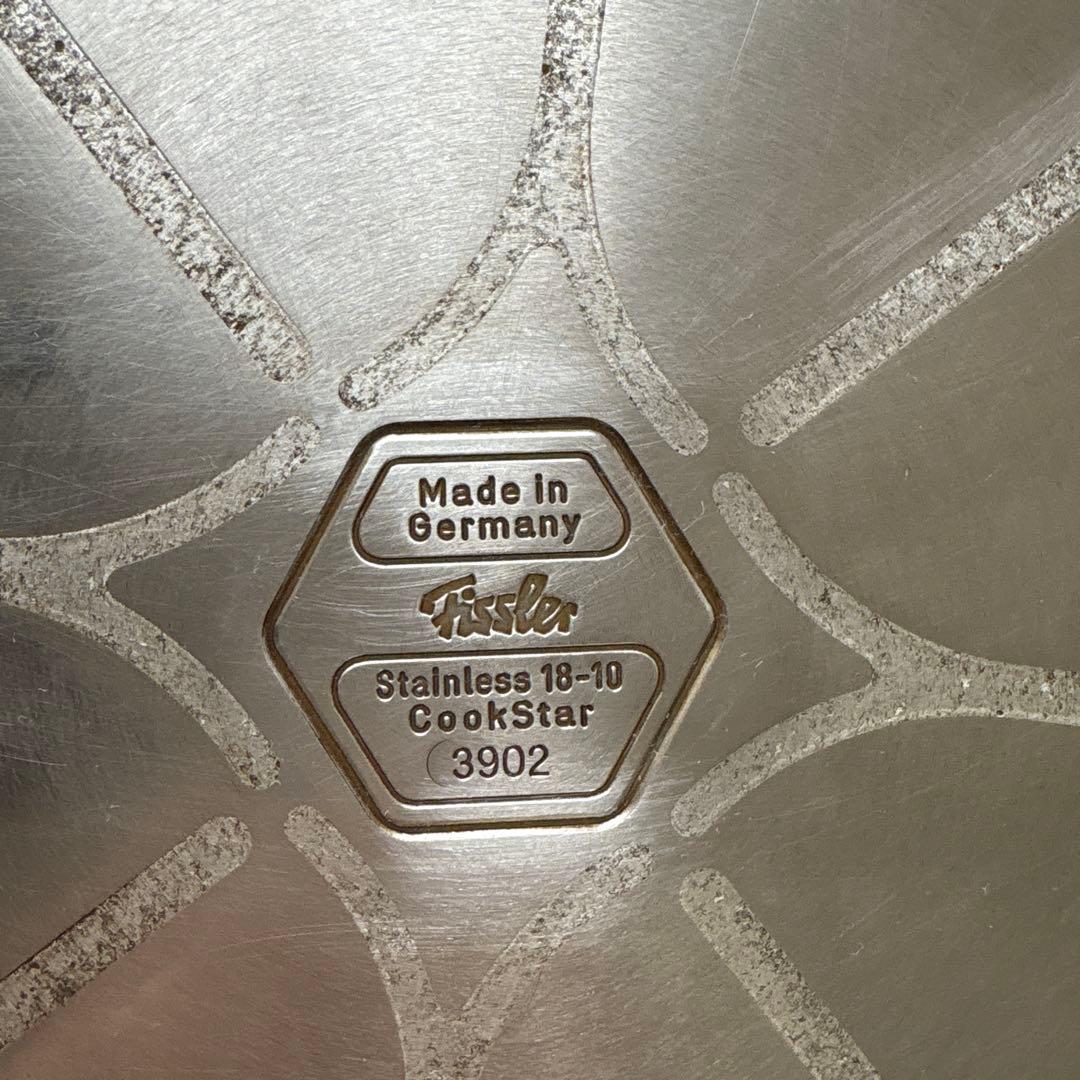 Made in
Germany
Fissler
Stainless 18-10
CookStar
3902